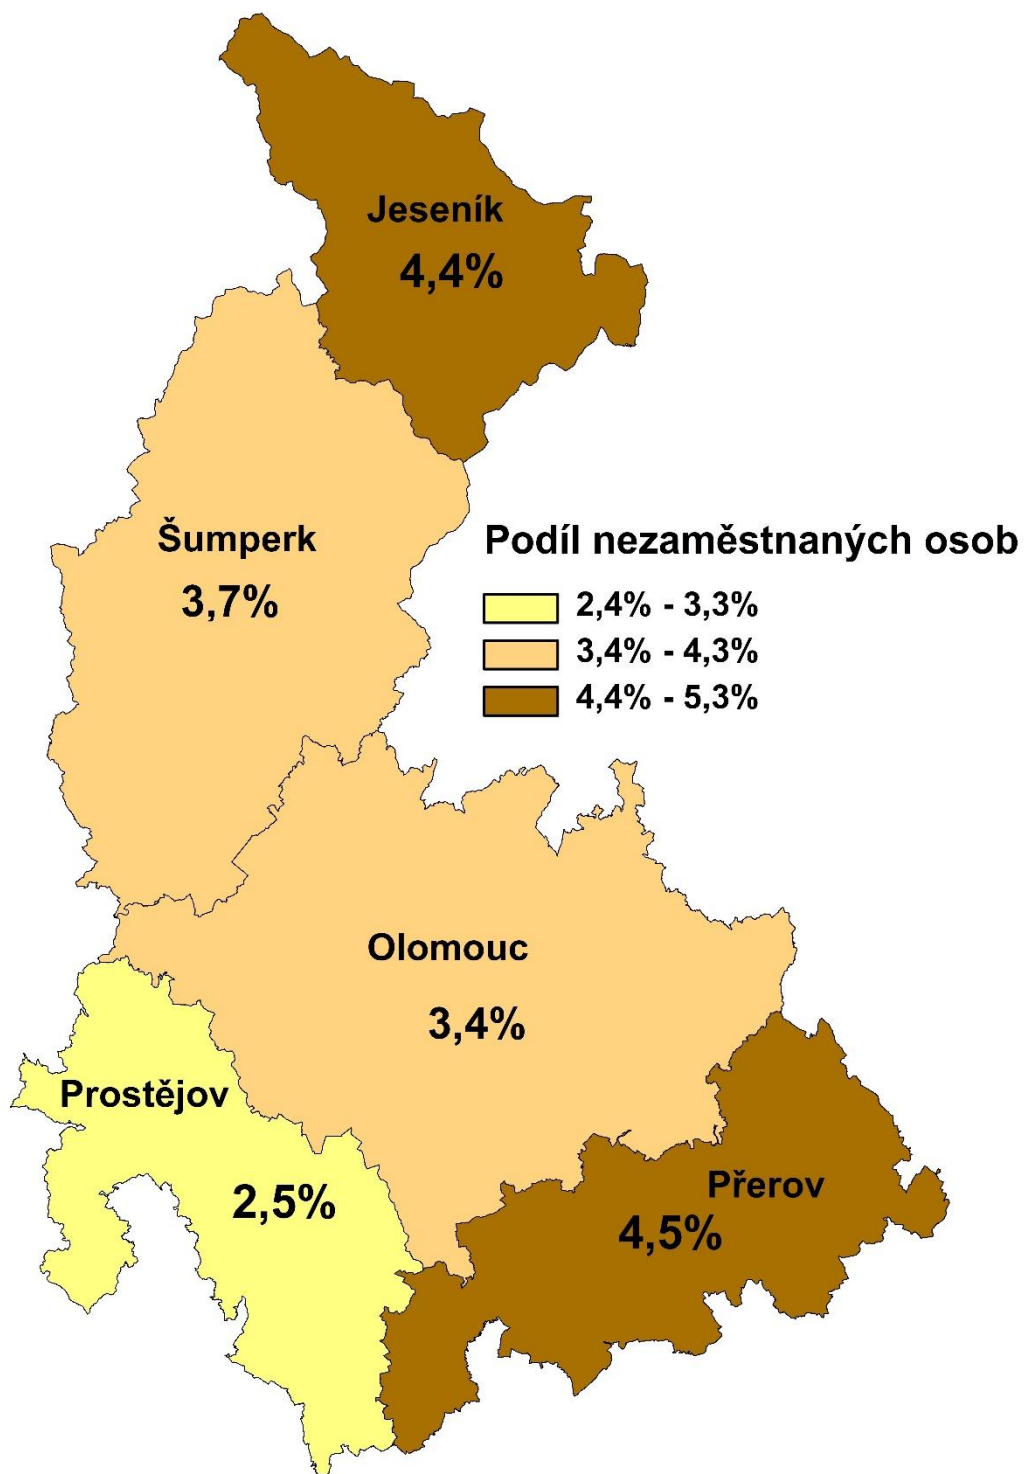 Jeseník
4,4%
Šumperk
3,7%
Podíl nezaměstnaných osob
2,4% - 3,3%
3,4% - 4,3%
4,4% - 5,3%
Olomouc
3,4%
Prostějov
2,5%
Přerov
4,5%